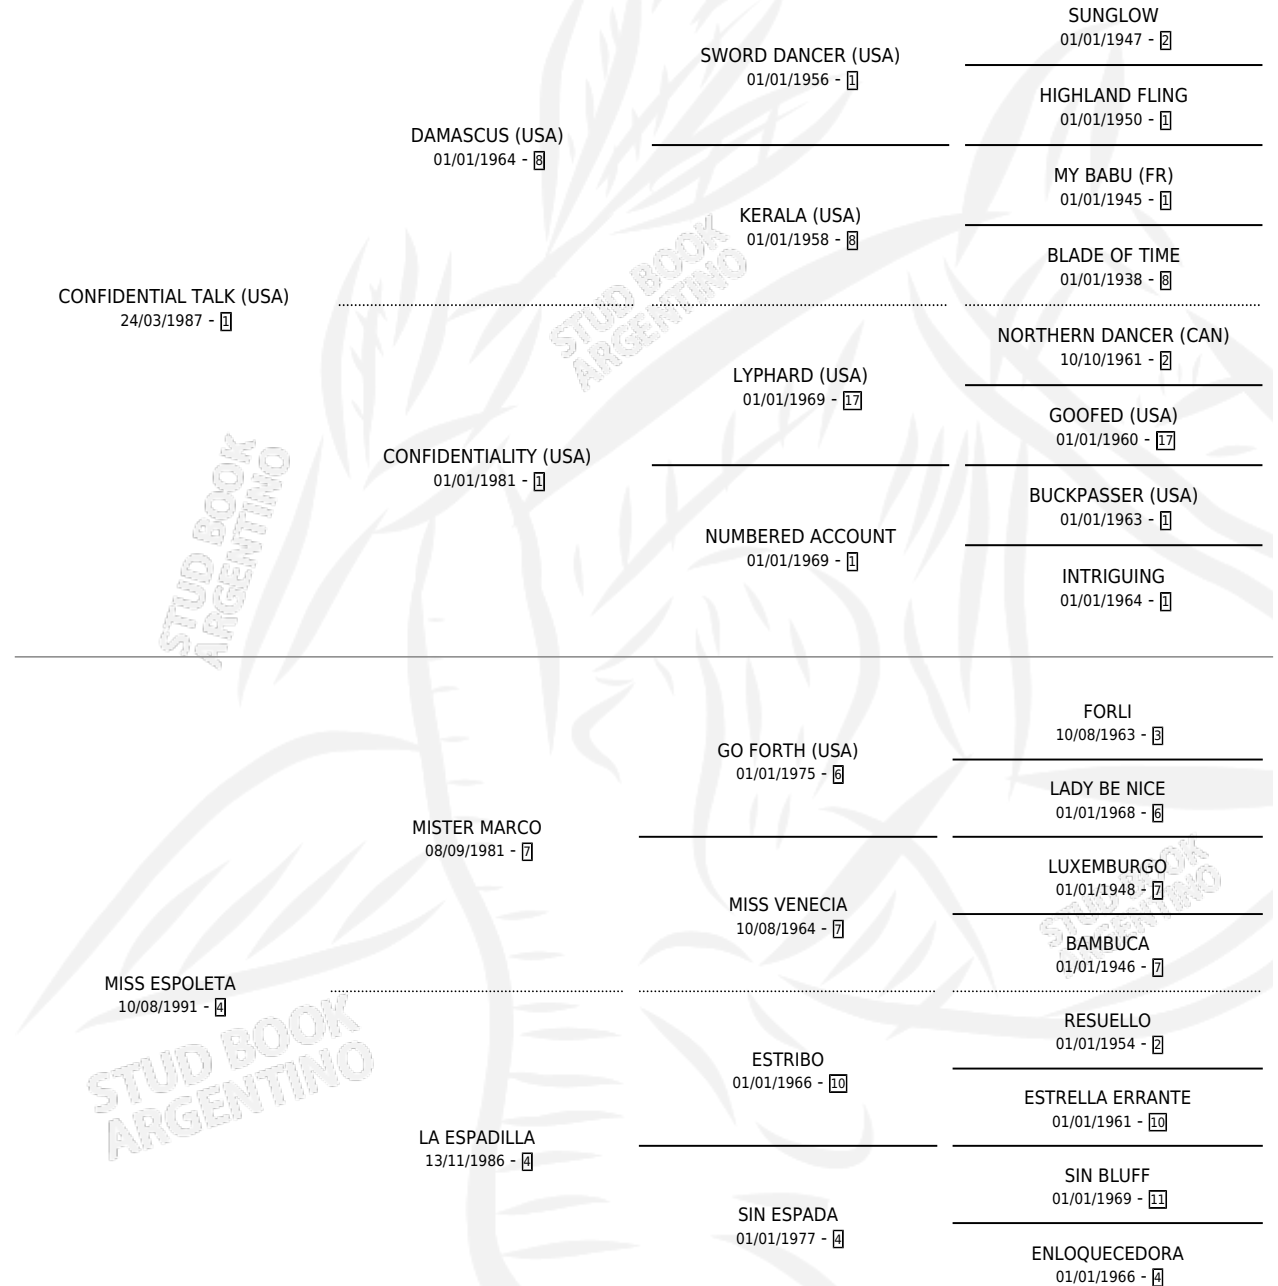 SUNGLOW
01/01/1947 - 2
SWORD DANCER (USA)
01/01/1956 - 1
HIGHLAND FLING
01/01/1950 - 1
DAMASCUS (USA)
01/01/1964 - 8
MY BABU (FR)
01/01/1945 - 1
KERALA (USA)
01/01/1958 - 8
BLADE OF TIME
01/01/1938 - 8
CONFIDENTIAL TALK (USA)
24/03/1987 - 1
NORTHERN DANCER (CAN)
10/10/1961 - 2
LYPHARD (USA)
01/01/1969 - 17
GOOFED (USA)
01/01/1960 - 17
CONFIDENTIALITY (USA)
01/01/1981 - 1
BUCKPASSER (USA)
01/01/1963 - 1
NUMBERED ACCOUNT
01/01/1969 - 1
INTRIGUING
01/01/1964 - 1
STUD BOOK
ARGENTINO
STUD BOOK
ARGENTINO
FORLI
10/08/1963 - 3
GO FORTH (USA)
01/01/1975 - 6
LADY BE NICE
01/01/1968 - 6
MISTER MARCO
08/09/1981 - 7
LUXEMBURGO
01/01/1948 - 7
MISS VENECIA
10/08/1964 - 7
BAMBUCA
01/01/1946 - 7
MISS ESPOLETA
10/08/1991 - 4
RESUELLO
01/01/1954 - 2
ESTRIBO
01/01/1966 - 10
ESTRELLA ERRANTE
01/01/1961 - 10
LA ESPADILLA
13/11/1986 - 4
SIN BLUFF
01/01/1969 - 11
SIN ESPADA
01/01/1977 - 4
ENLOQUECEDORA
01/01/1966 - 4
STUD BOOK
ARGENTINO
STUD BOOK
ARGENTINO